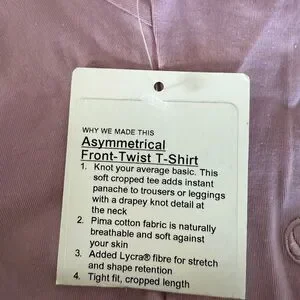 WHY WE MADE THIS
Asymmetrical
Front-Twist T-Shirt
1. Knot your average basic. This
soft cropped tee adds instant
panache to trousers or leggings
with a drapey knot detail at
the neck
2. Pima cotton fabric is naturally
breathable and soft against
your skin
3. Added Lycra® fibre for stretch
and shape retention
4. Tight fit, cropped length